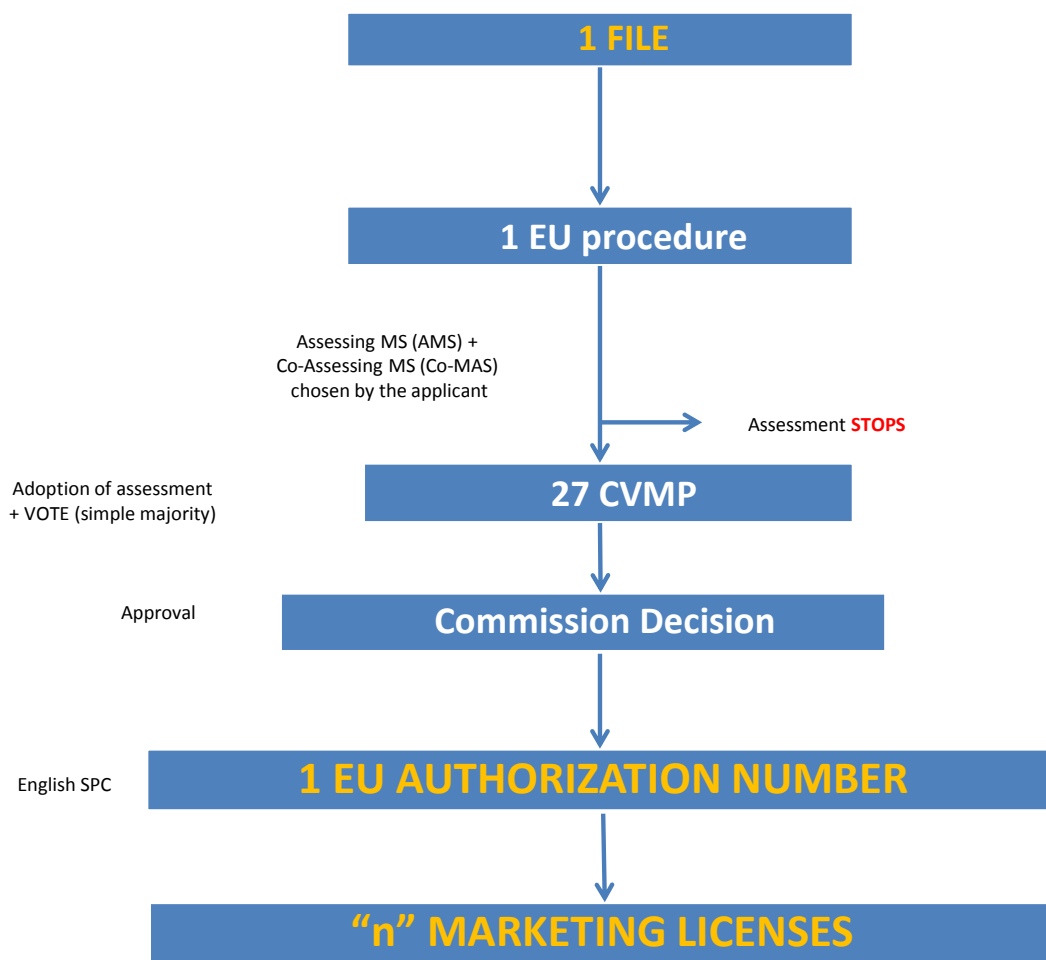 1 FILE
1 EU procedure
Assessing MS (AMS) +
Co-Assessing MS (Co-MAS)
chosen by the applicant
Assessment STOPS
Adoption of assessment
+ VOTE (simple majority)
27 CVMP
Approval
Commission Decision
English SPC
1 EU AUTHORIZATION NUMBER
“n” MARKETING LICENSES